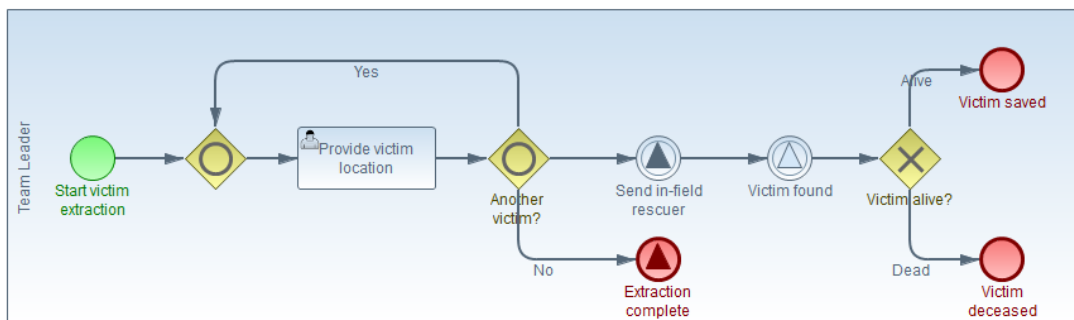 Team Leader
Yes
Alive
Victim saved
Start victim
extraction
Provide victim
location
Another
victim?
Send in-field
rescuer
Victim found
Victim alive?
No
Extraction
complete
Dead
Victim
deceased